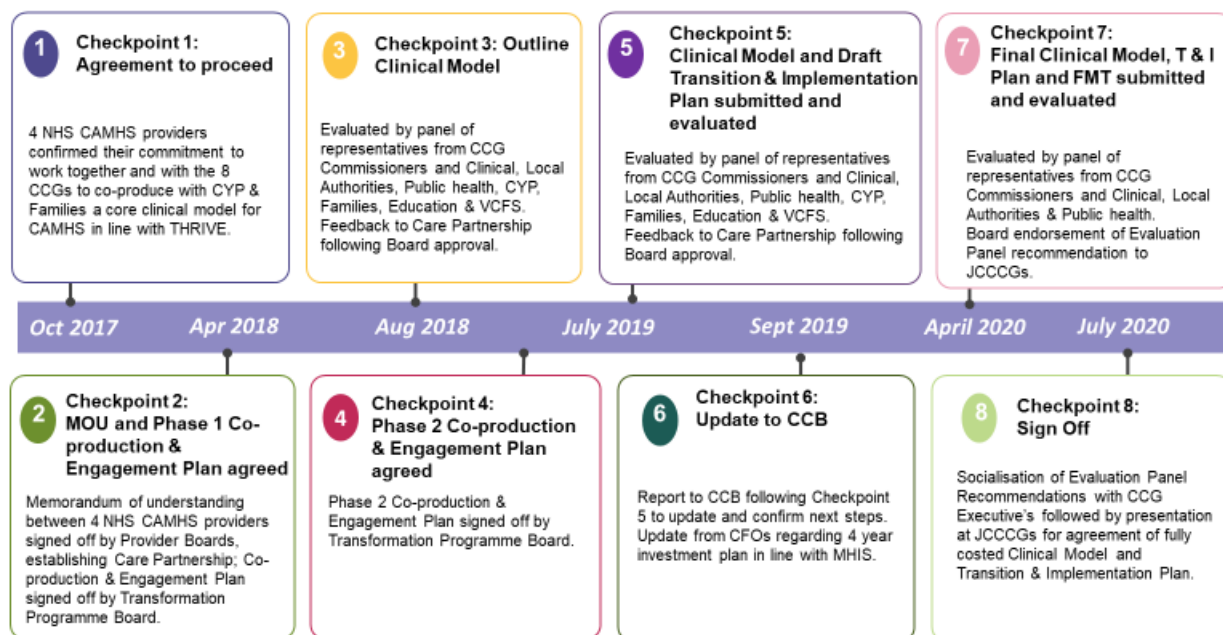 1
Checkpoint 1:
Agreement to proceed
4 NHS CAMHS providers
confirmed their commitment to
work together and with the 8
CCGs to co-produce with CYP &
Families a core clinical model for
CAMHS in line with THRIVE.
3
Checkpoint 3: Outline
Clinical Model
Evaluated by panel of
representatives from CCG
Commissioners and Clinical, Local
Authorities, Public health, CYP,
Families, Education & VCFS.
Feedback to Care Partnership
following Board approval.
5
Checkpoint 5:
Clinical Model and Draft
Transition & Implementation
Plan submitted and
evaluated
Evaluated by panel of representatives
from CCG Commissioners and Clinical,
Local Authorities, Public health, CYP,
Families, Education & VCFS.
Feedback to Care Partnership following
Board approval.
7
Checkpoint 7:
Final Clinical Model, T & I
Plan and FMT submitted
and evaluated
Evaluated by panel of
representatives from CCG
Commissioners and Clinical, Local
Authorities & Public health.
Board endorsement of Evaluation
Panel recommendation to
JCCCGs.
Oct 2017 Apr 2018 Aug 2018 July 2019 Sept 2019 April 2020 July 2020
2
Checkpoint 2:
MOU and Phase 1 Co-
production &
Engagement Plan agreed
Memorandum of understanding
between 4 NHS CAMHS providers
signed off by Provider Boards,
establishing Care Partnership; Co-
production & Engagement Plan
signed off by Transformation
Programme Board.
4
Checkpoint 4:
Phase 2 Co-production
& Engagement Plan
agreed
Phase 2 Co-production &
Engagement Plan signed off by
Transformation Programme Board.
6
Checkpoint 6:
Update to CCB
Report to CCB following Checkpoint
5 to update and confirm next steps.
Update from CFOs regarding 4 year
investment plan in line with MHIS.
8
Checkpoint 8:
Sign Off
Socialisation of Evaluation Panel
Recommendations with CCG
Executive's followed by presentation
at JCCCGs for agreement of fully
costed Clinical Model and
Transition & Implementation Plan.